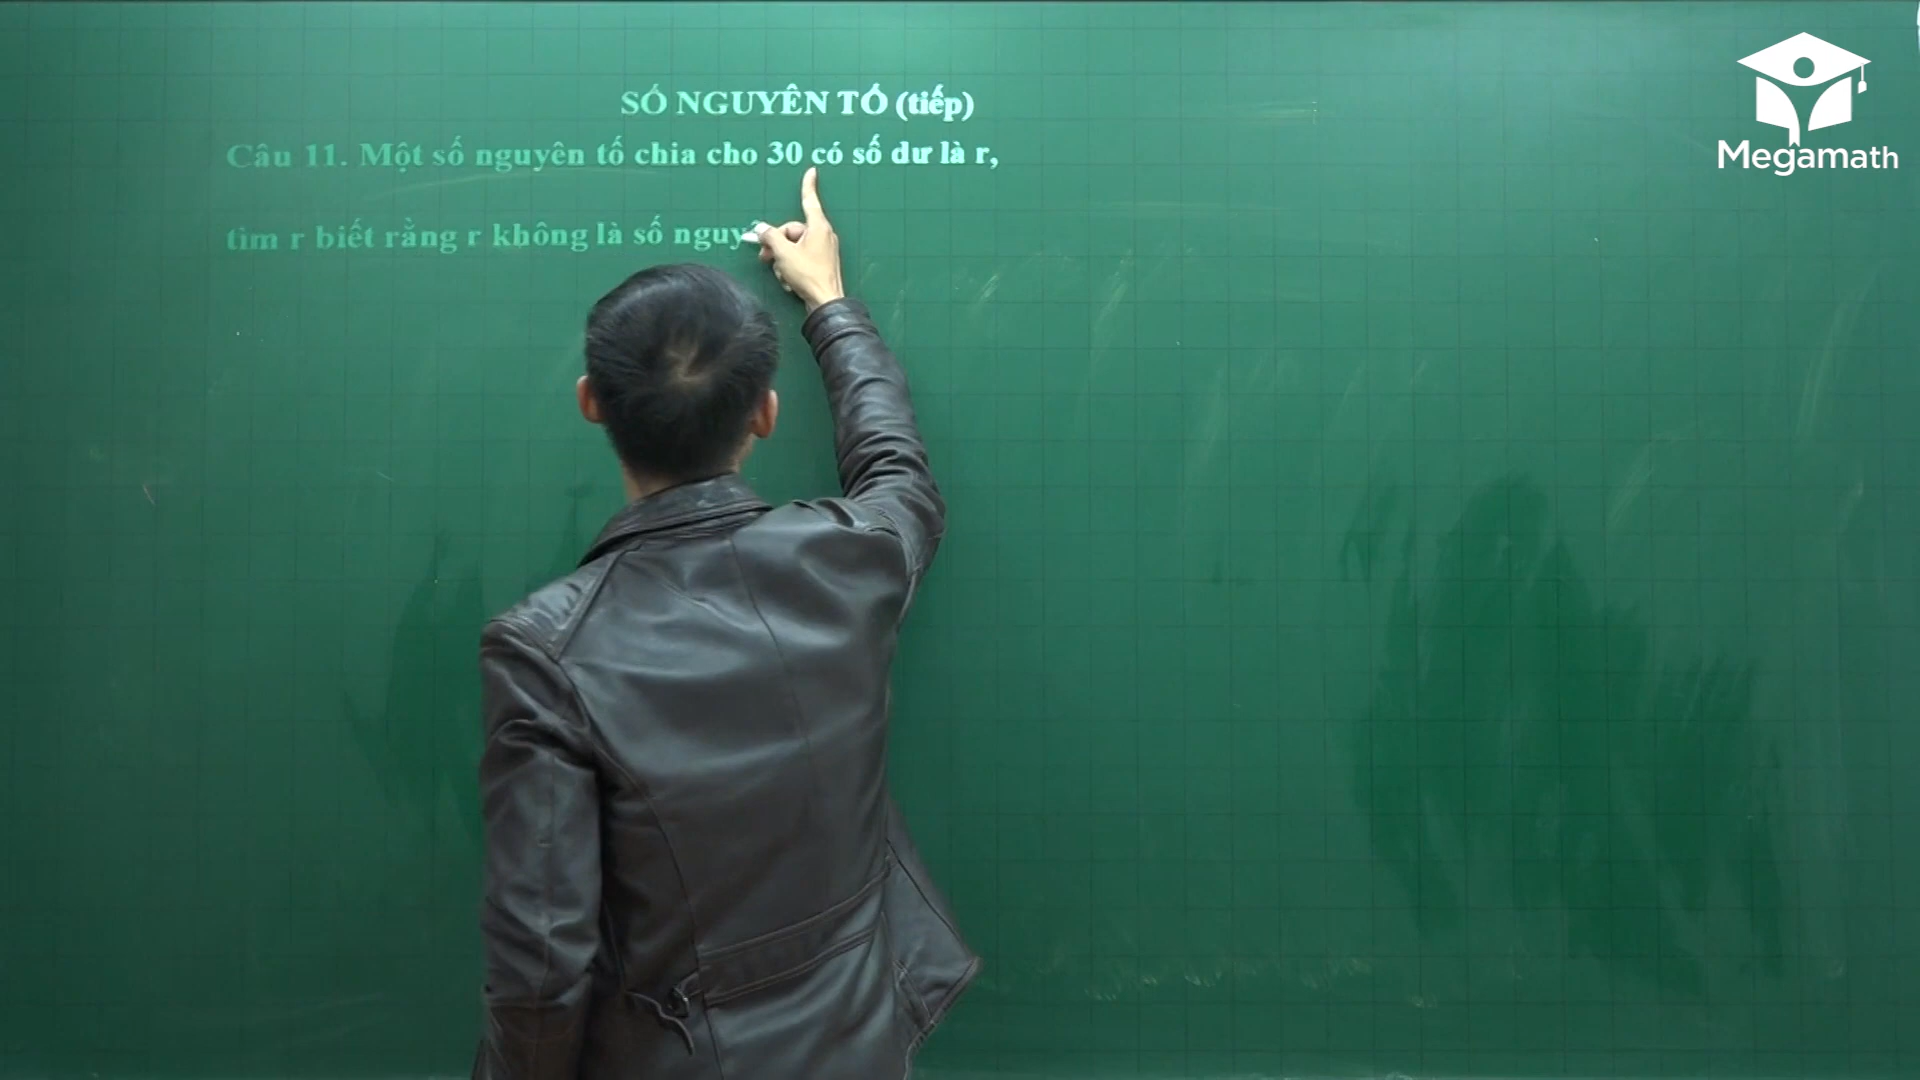 SỐ NGUYÊN TỐ (tiếp)
Câu 11. Một số nguyên tố chia cho 30 có số dư là r,
tìm r biết rằng r không là số
Megamath